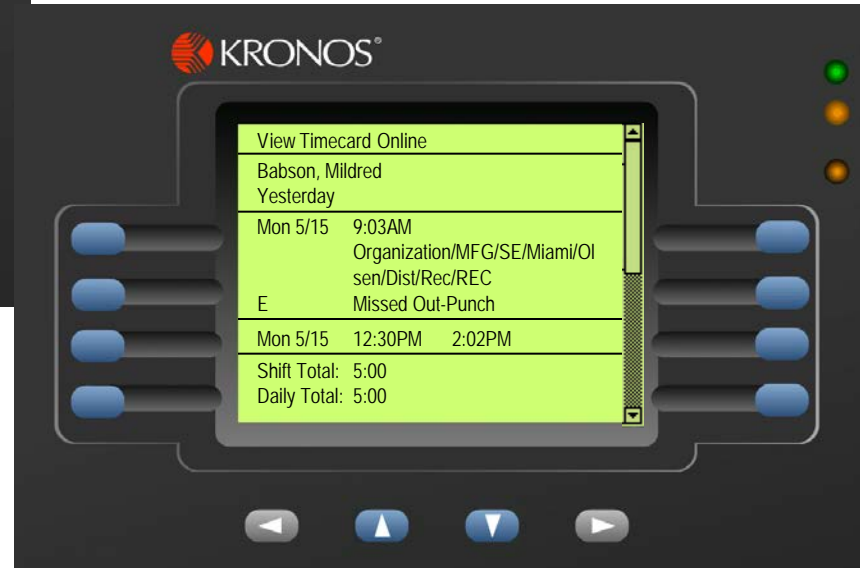 KRONOS®
View Timecard Online
Babson, Mildred
Yesterday
Mon 5/15 9:03AM
Organization/MFG/SE/Miami/Ol
sen/Dist/Rec/REC
E Missed Out-Punch
Mon 5/15 12:30PM 2:02PM
Shift Total: 5:00
Daily Total: 5:00